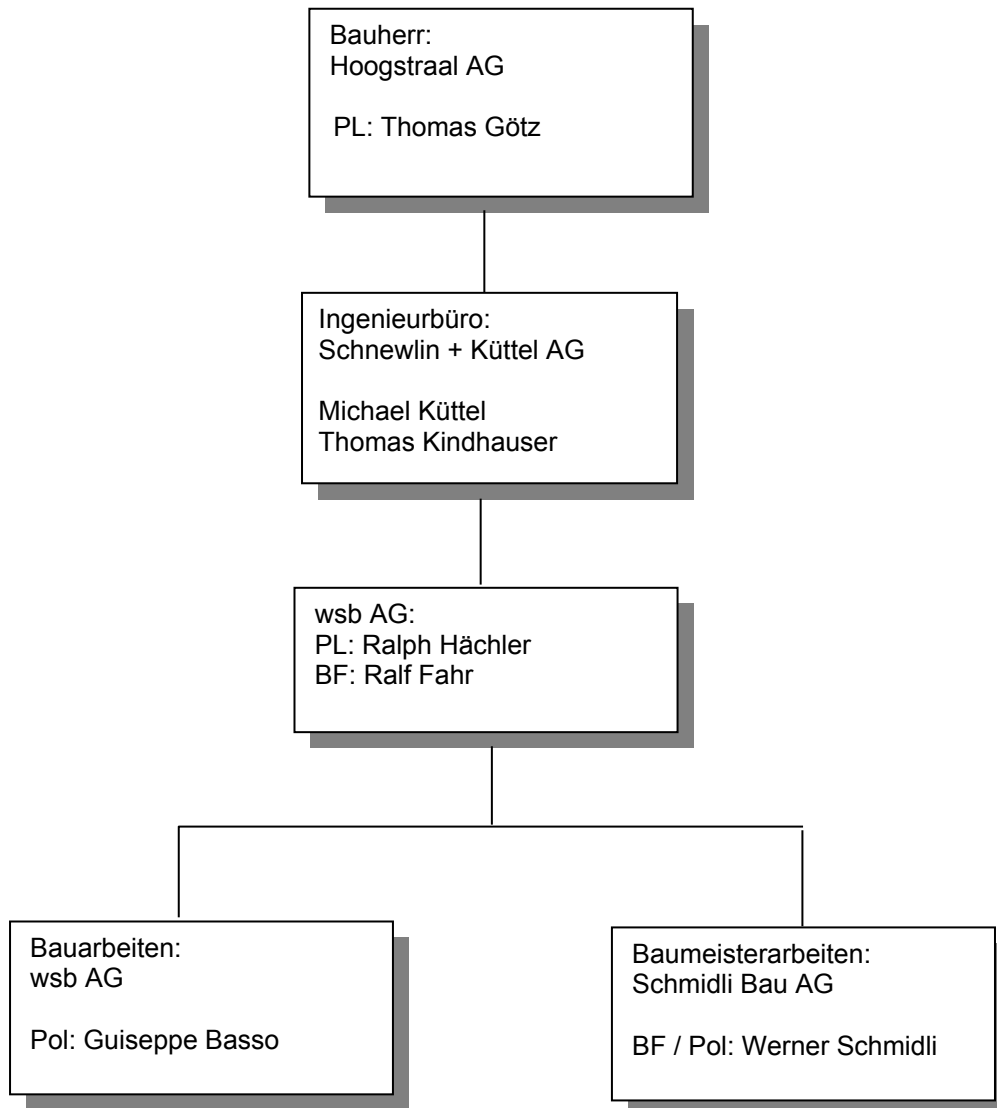 Bauherr:
Hoogstraal AG
PL: Thomas Götz
Ingenieurbüro:
Schnewlin + Küttel AG
Michael Küttel
Thomas Kindhauser
wsb AG:
PL: Ralph Hächler
BF: Ralf Fahr
Bauarbeiten:
wsb AG
Pol: Guiseppe Basso
Baumeisterarbeiten:
Schmidli Bau AG
BF / Pol: Werner Schmidli